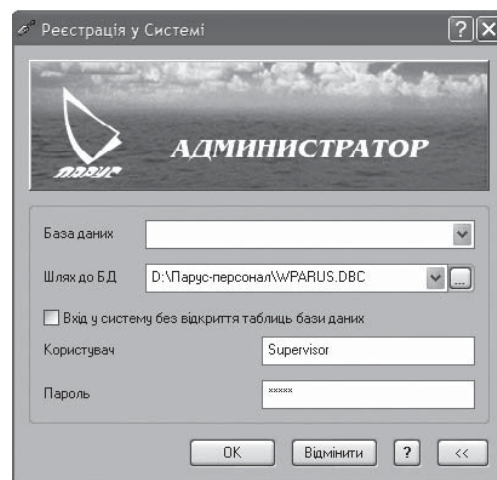 Реєстрація у Системі
?
X
ПАРУС
АДМИНИСТРАТОР
База даних
Шлях до БД D:\Парус-персонал\WPARUS.DBC ...
Вхід у систему без відкриття таблиць бази даних
Користувач Supervisor
Пароль xxxxx
OK Відмінити ? <<